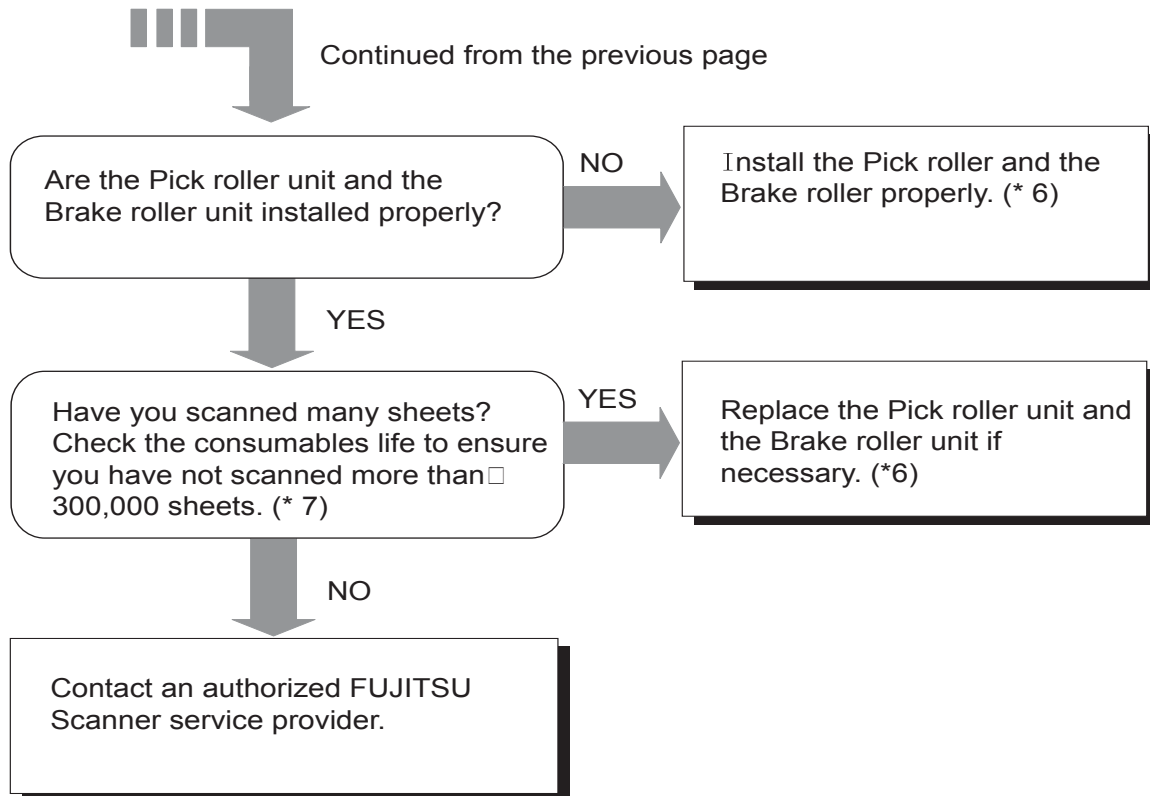 Continued from the previous page
Are the Pick roller unit and the
Brake roller unit installed properly?
NO
Install the Pick roller and the
Brake roller properly. (* 6)
YES
Have you scanned many sheets?
Check the consumables life to ensure
you have not scanned more than□
300,000 sheets. (* 7)
YES
Replace the Pick roller unit and
the Brake roller unit if
necessary. (*6)
NO
Contact an authorized FUJITSU
Scanner service provider.